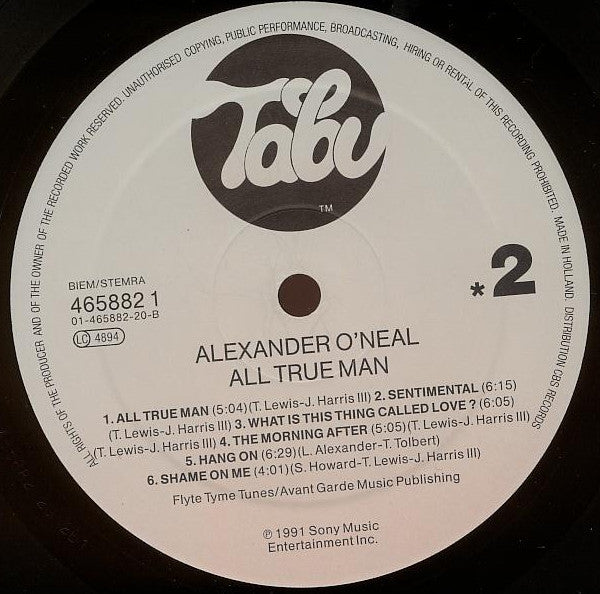 ALL RIGHTS OF THE PRODUCER AND OF THE OWNER OF THE RECORDED WORK RESERVED. UNAUTHORISED COPYING, PUBLIC PERFORMANCE, BROADCASTING, HIRING OR RENTAL OF THIS RECORDING PROHIBITED. MADE IN HOLLAND. DISTRIBUTION CBS RECORDS
Tabu
TM
BIEM/STEMRA
465882 1
01-465882-20-B
LC 4894
*2
ALEXANDER O'NEAL
ALL TRUE MAN
1. ALL TRUE MAN (5:04)(T. Lewis-J. Harris III) 2. SENTIMENTAL (6:15)
(T. Lewis-J. Harris III) 3. WHAT IS THIS THING CALLED LOVE? (6:05)
(T. Lewis-J. Harris III) 4. THE MORNING AFTER (5:05)(T. Lewis-J. Harris III)
5. HANG ON (6:29)(L. Alexander-T. Tolbert)
6. SHAME ON ME (4:01)(S. Howard-T. Lewis-J. Harris III)
Flyte Tyme Tunes/Avant Garde Music Publishing
℗ 1991 Sony Music
Entertainment Inc.